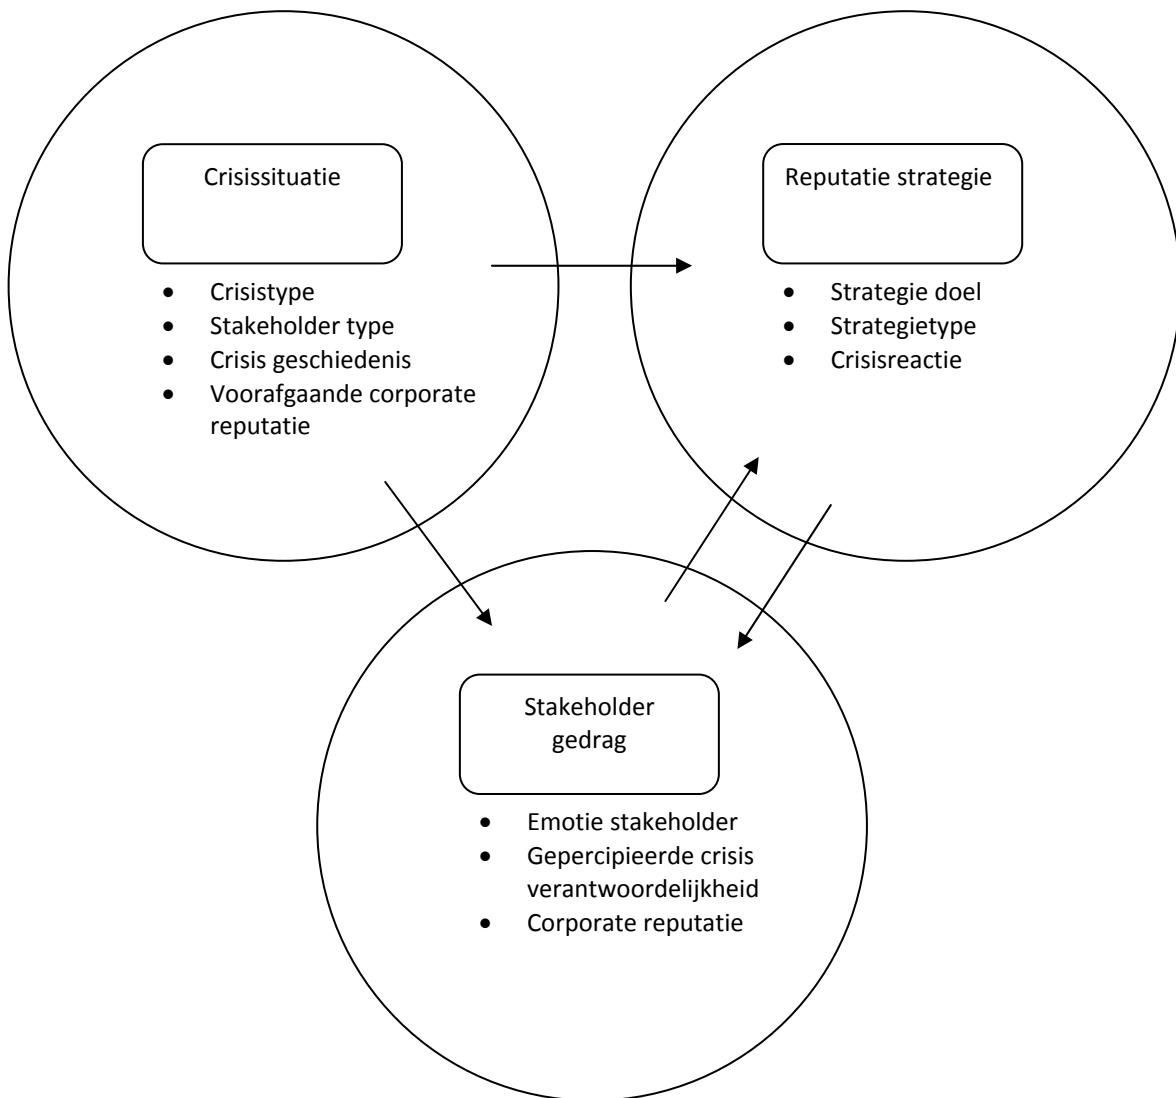 Crisissituatie
• Crisistype
• Stakeholder type
• Crisis geschiedenis
• Voorafgaande corporate
reputatie
Reputatie strategie
• Strategie doel
• Strategietype
• Crisisreactie
Stakeholder
gedrag
• Emotie stakeholder
• Gepercipieerde crisis
verantwoordelijkheid
• Corporate reputatie